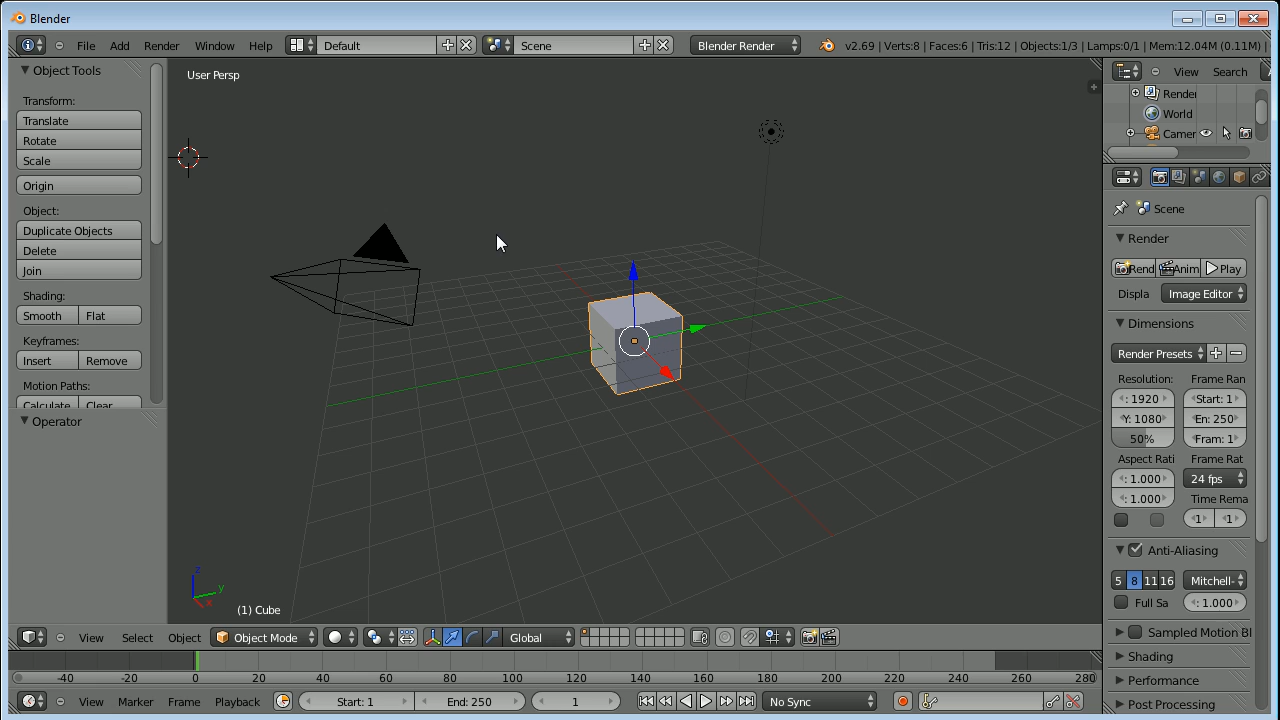 Blender
File Add Render Window Help Default Scene Blender Render v2.69 | Verts:8 | Faces:6 | Tris:12 | Objects:1/3 | Lamps:0/1 | Mem:12.04M (0.11M) |
Object Tools
Transform:
Translate
Rotate
Scale
Origin
Object:
Duplicate Objects
Delete
Join
Shading:
Smooth Flat
Keyframes:
Insert Remove
Motion Paths:
Calculate Clear
Operator
User Persp
z
y
x
(1) Cube
View Search
Render
World
Camer
Scene
Render
Rend Anim Play
Displa Image Editor
Dimensions
Render Presets
Resolution: Frame Ran
: 1920 Start: 1
Y: 1080 En: 250
50% Fram: 1
Aspect Rati Frame Rat
: 1.000 24 fps
: 1.000 Time Rema
1 1
Anti-Aliasing
5 8 11 16 Mitchell-
Full Sa : 1.000
Sampled Motion Bl
Shading
Performance
Post Processing
View Select Object Object Mode Global
-40 -20 0 20 40 60 80 100 120 140 160 180 200 220 240 260 280
View Marker Frame Playback Start: 1 End: 250 1 No Sync